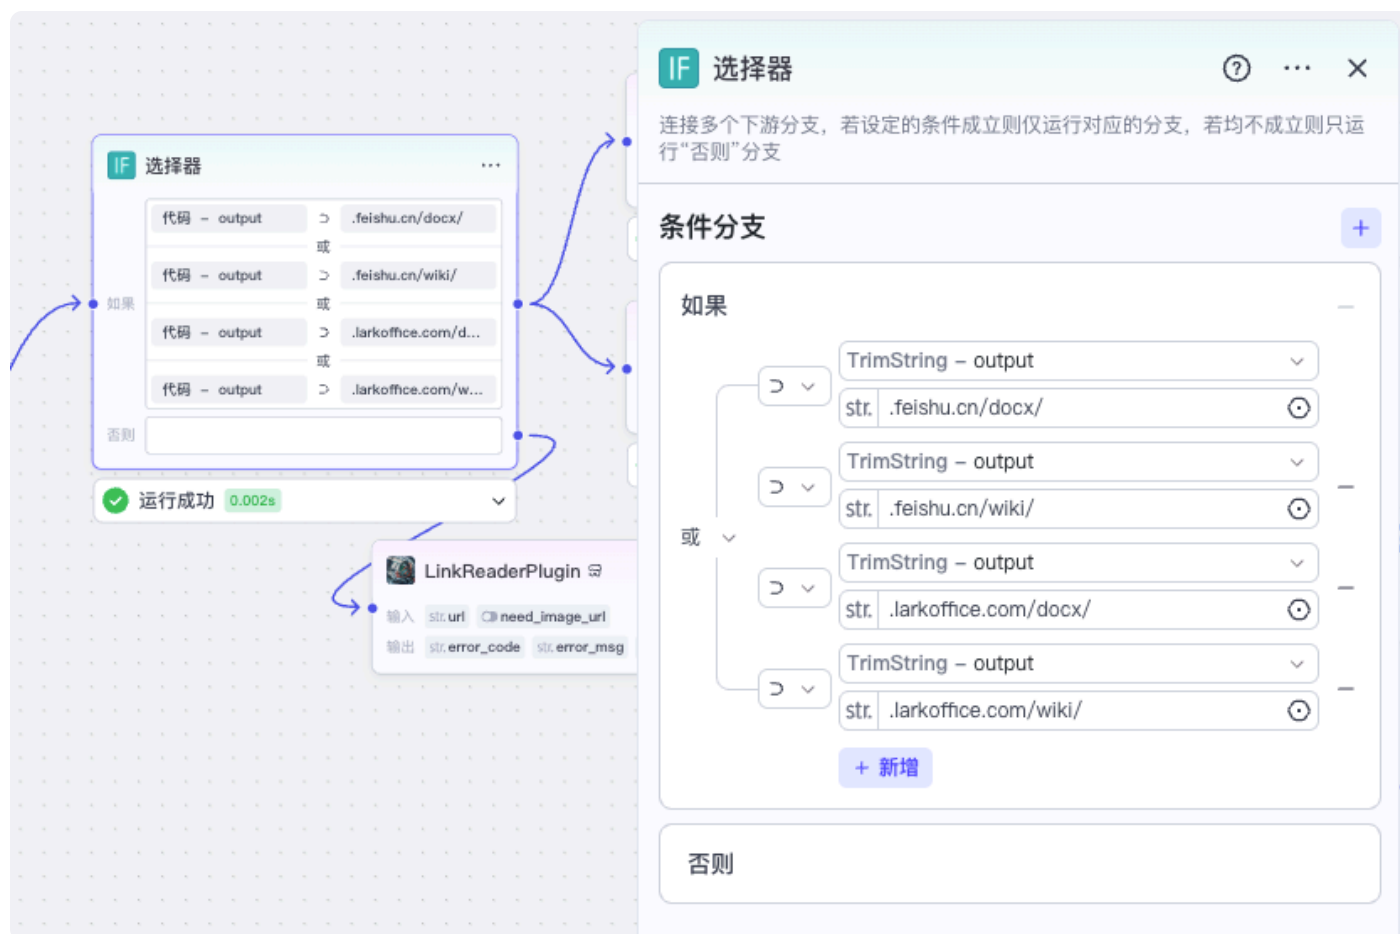 IF 选择器
代码 - output ⊃ .feishu.cn/docx/
或
代码 - output ⊃ .feishu.cn/wiki/
如果
或
代码 - output ⊃ .larkoffice.com/d...
或
代码 - output ⊃ .larkoffice.com/w...
否则
运行成功 0.002s
LinkReaderPlugin
输入 str. url need_image_url
输出 str. error_code str. error_msg
IF 选择器
连接多个下游分支，若设定的条件成立则仅运行对应的分支，若均不成立则只运
行“否则”分支
条件分支
如果
TrimString – output
⊃
str. .feishu.cn/docx/
TrimString – output
⊃
str. .feishu.cn/wiki/
或
TrimString – output
⊃
str. .larkoffice.com/docx/
TrimString – output
⊃
str. .larkoffice.com/wiki/
+ 新增
否则